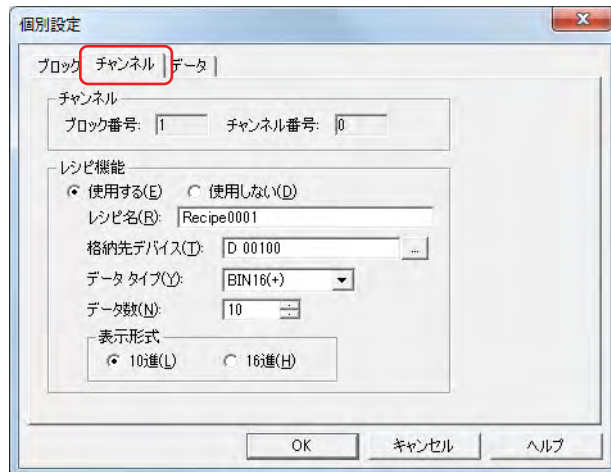 個別設定
ブロック チャンネル データ
チャンネル
ブロック番号: 1 チャンネル番号: 0
レシピ機能
使用する(E) 使用しない(D)
レシピ名(R): Recipe0001
格納先デバイス(T): D 00100 ...
データ タイプ(Y): BIN16(+)
データ数(N): 10
表示形式
10進(L) 16進(H)
OK キャンセル ヘルプ